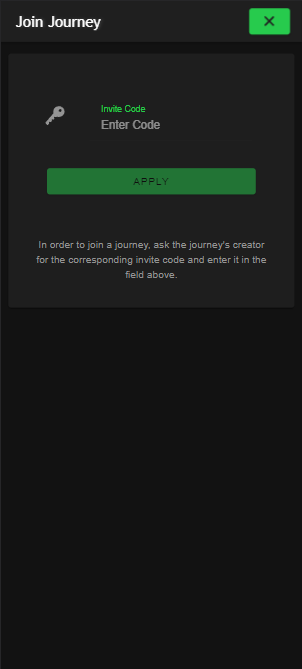 Join Journey
Invite Code
Enter Code
APPLY
In order to join a journey, ask the journey's creator
for the corresponding invite code and enter it in the
field above.